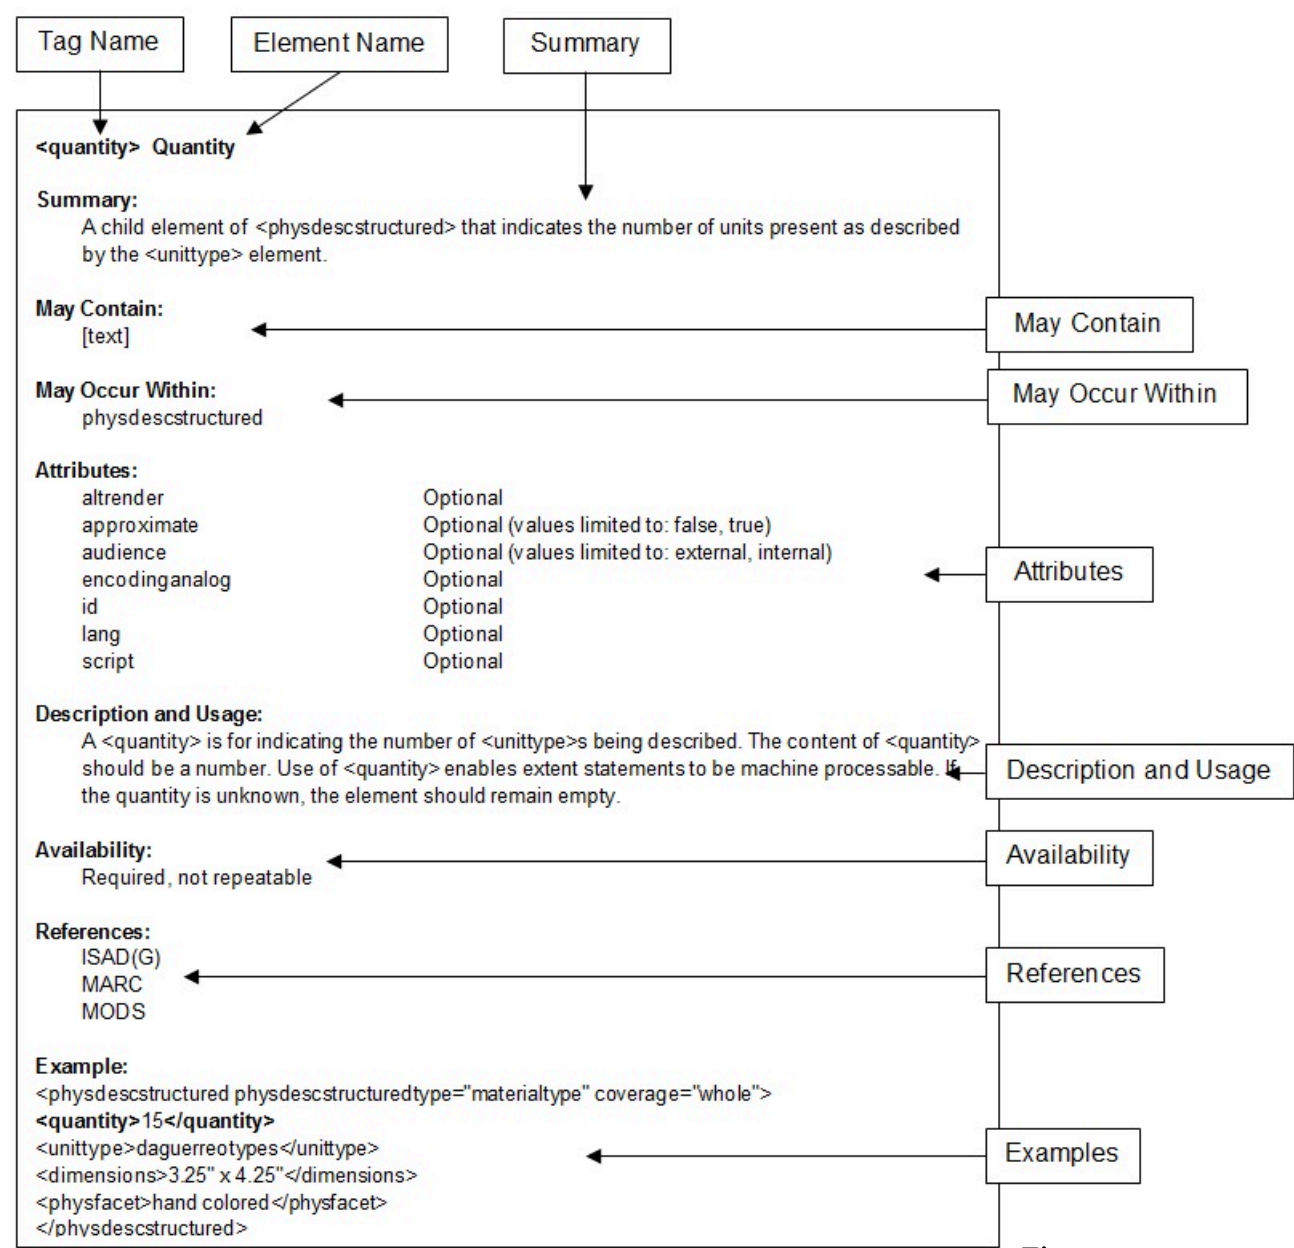 Tag Name
Element Name
Summary
<quantity> Quantity
Summary:
A child element of <physdescstructured> that indicates the number of units present as described
by the <unittype> element.
May Contain:
[text]
May Contain
May Occur Within:
physdescstructured
May Occur Within
Attributes:
altrender Optional
approximate Optional (values limited to: false, true)
audience Optional (values limited to: external, internal)
encodinganalog Optional
id Optional
lang Optional
script Optional
Attributes
Description and Usage:
A <quantity> is for indicating the number of <unittype>s being described. The content of <quantity>
should be a number. Use of <quantity> enables extent statements to be machine processable. If
the quantity is unknown, the element should remain empty.
Description and Usage
Availability:
Required, not repeatable
Availability
References:
ISAD(G)
MARC
MODS
References
Example:
<physdescstructured physdescstructuredtype="materialtype" coverage="whole">
<quantity>15</quantity>
<unittype>daguerreotypes</unittype>
<dimensions>3.25" x 4.25"</dimensions>
<physfacet>hand colored</physfacet>
</physdescstructured>
Examples